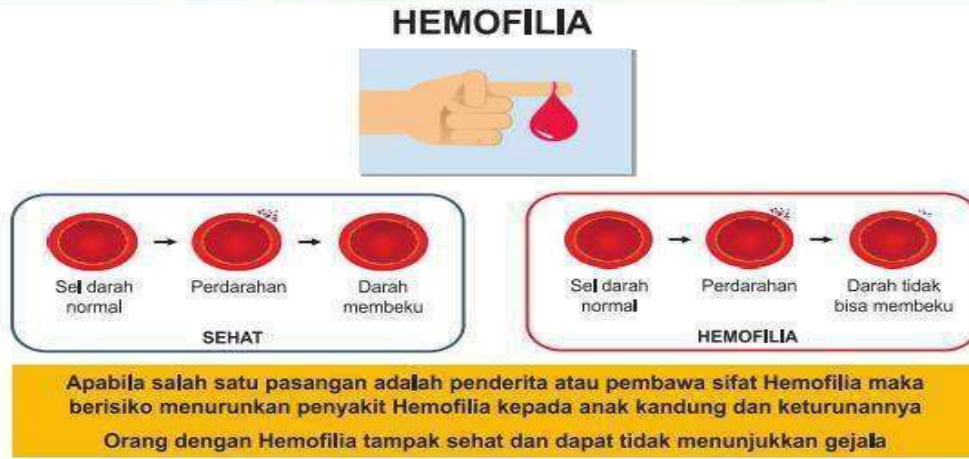 HEMOFILIA
Sel darah
normal
Perdarahan
Darah
membeku
SEHAT
Sel darah
normal
Perdarahan
Darah tidak
bisa membeku
HEMOFILIA
Apabila salah satu pasangan adalah penderita atau pembawa sifat Hemofilia maka
berisiko menurunkan penyakit Hemofilia kepada anak kandung dan keturunannya
Orang dengan Hemofilia tampak sehat dan dapat tidak menunjukkan gejala